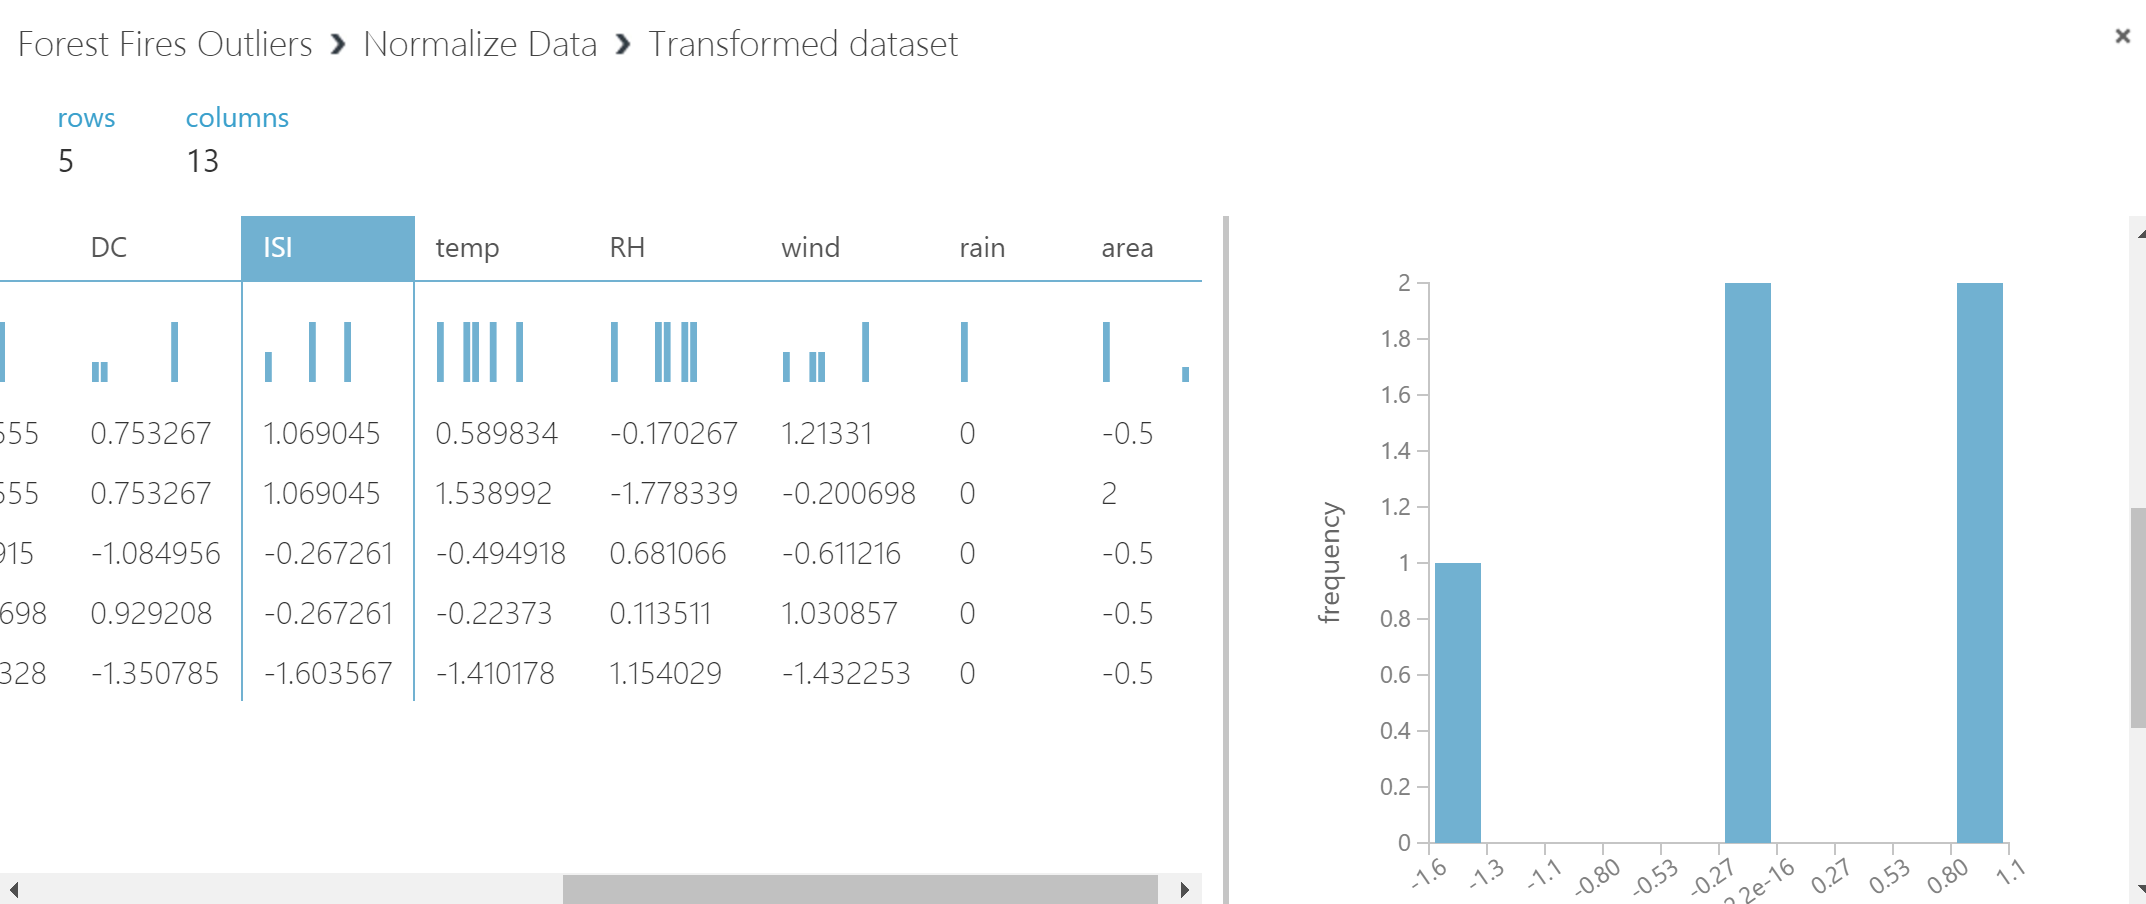 Forest Fires Outliers › Normalize Data › Transformed dataset
rows columns
5 13
DC ISI temp RH wind rain area
555 0.753267 1.069045 0.589834 -0.170267 1.21331 0 -0.5
555 0.753267 1.069045 1.538992 -1.778339 -0.200698 0 2
915 -1.084956 -0.267261 -0.494918 0.681066 -0.611216 0 -0.5
698 0.929208 -0.267261 -0.22373 0.113511 1.030857 0 -0.5
328 -1.350785 -1.603567 -1.410178 1.154029 -1.432253 0 -0.5
frequency
2
1.8
1.6
1.4
1.2
1
0.8
0.6
0.4
0.2
0
-1.6 -1.3 -1.1 -0.80 -0.53 -0.27 2.2e-16 0.27 0.53 0.80 1.1